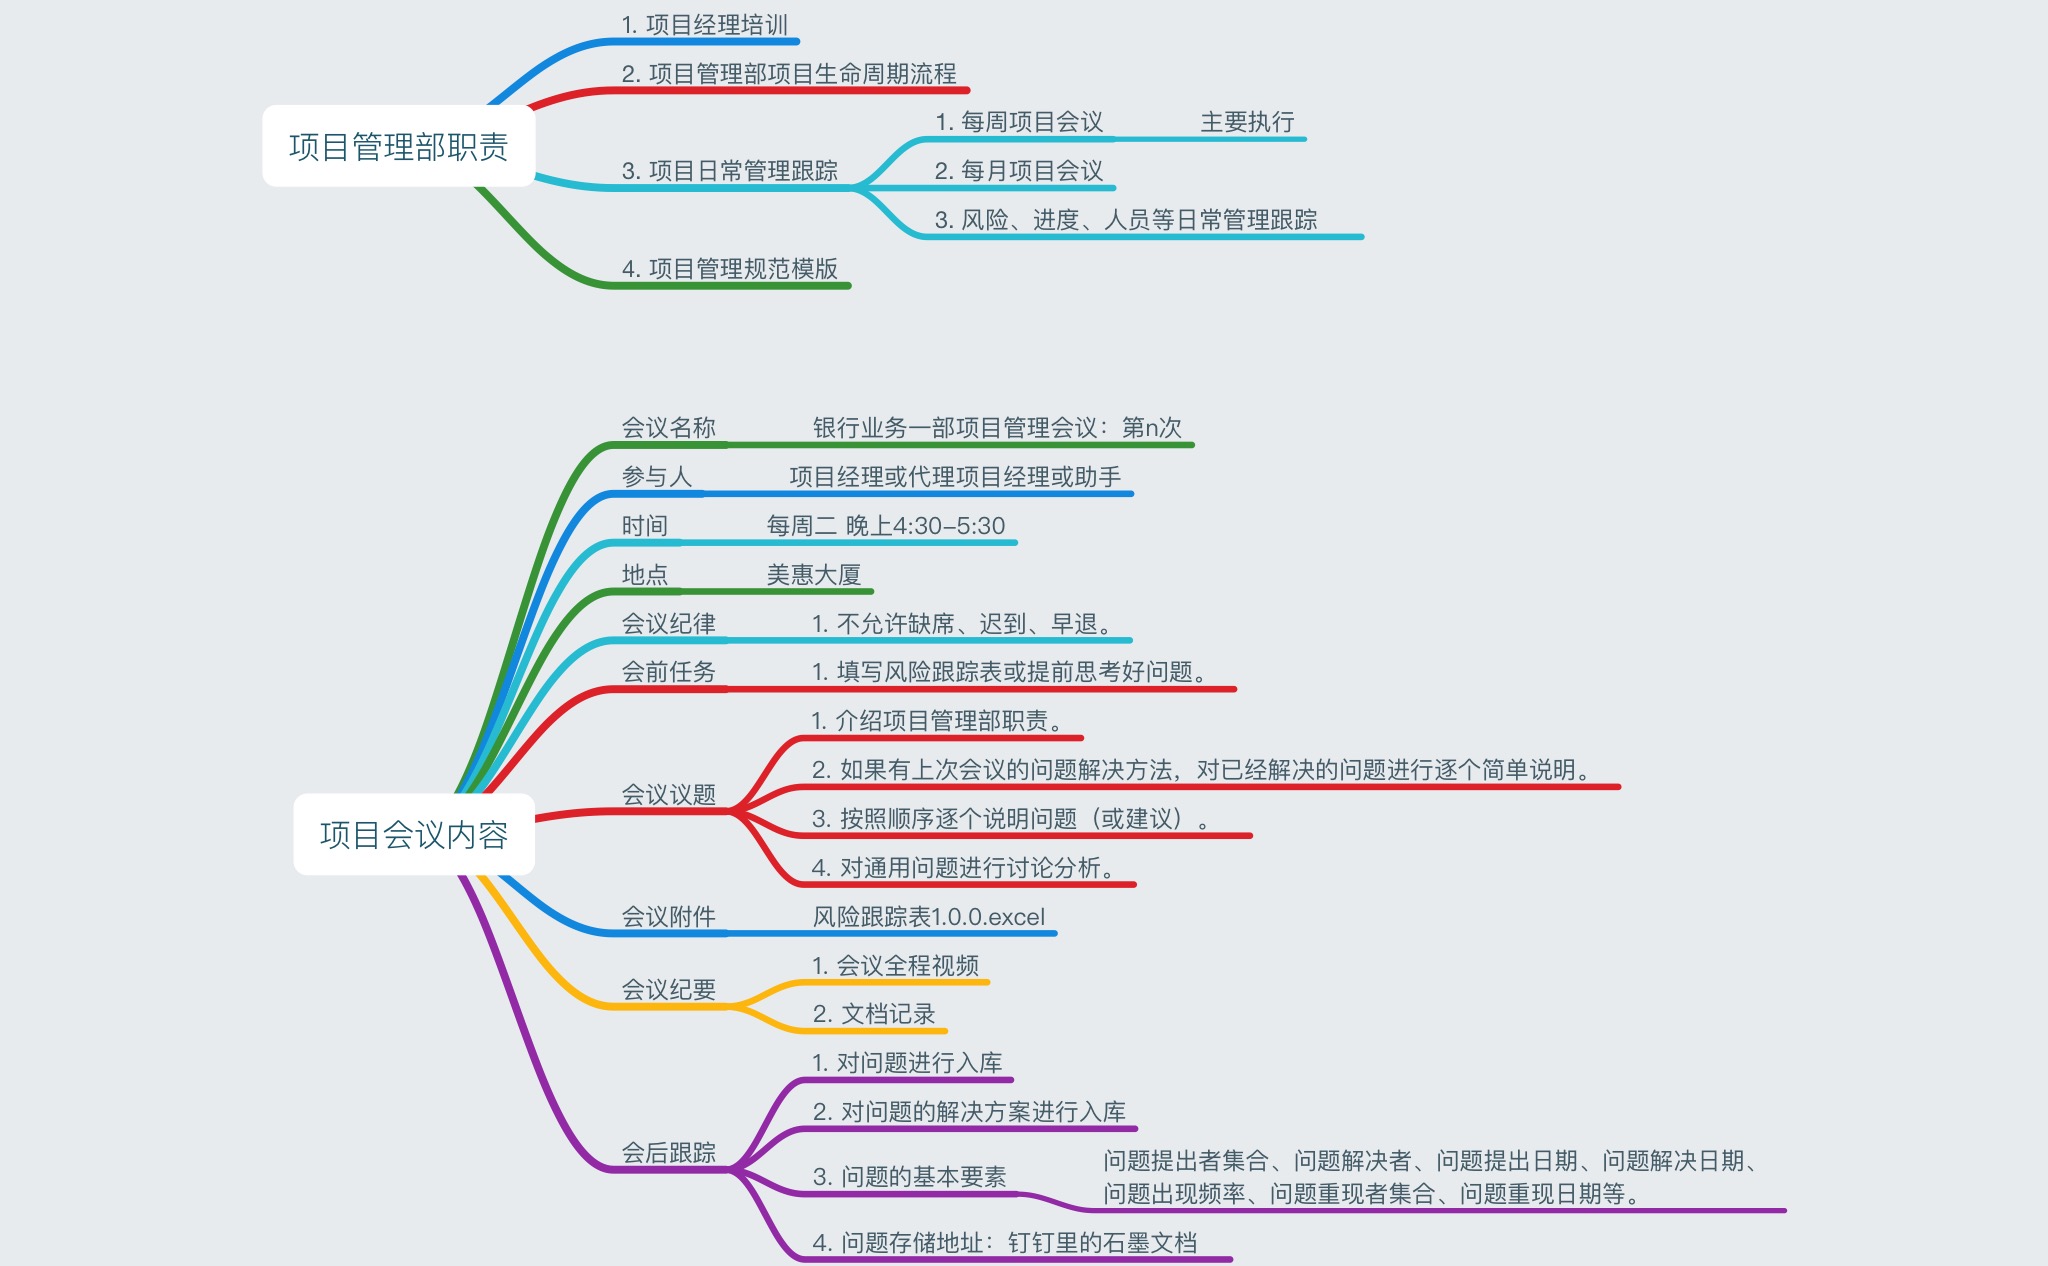 项目管理部职责
1. 项目经理培训
2. 项目管理部项目生命周期流程
3. 项目日常管理跟踪
1. 每周项目会议
主要执行
2. 每月项目会议
3. 风险、进度、人员等日常管理跟踪
4. 项目管理规范模版
项目会议内容
会议名称
银行业务一部项目管理会议：第n次
参与人
项目经理或代理项目经理或助手
时间
每周二 晚上4:30-5:30
地点
美惠大厦
会议纪律
1. 不允许缺席、迟到、早退。
会前任务
1. 填写风险跟踪表或提前思考好问题。
会议议题
1. 介绍项目管理部职责。
2. 如果有上次会议的问题解决方法，对已经解决的问题进行逐个简单说明。
3. 按照顺序逐个说明问题（或建议）。
4. 对通用问题进行讨论分析。
会议附件
风险跟踪表1.0.0.excel
会议纪要
1. 会议全程视频
2. 文档记录
会后跟踪
1. 对问题进行入库
2. 对问题的解决方案进行入库
3. 问题的基本要素
问题提出者集合、问题解决者、问题提出日期、问题解决日期、
问题出现频率、问题重现者集合、问题重现日期等。
4. 问题存储地址：钉钉里的石墨文档